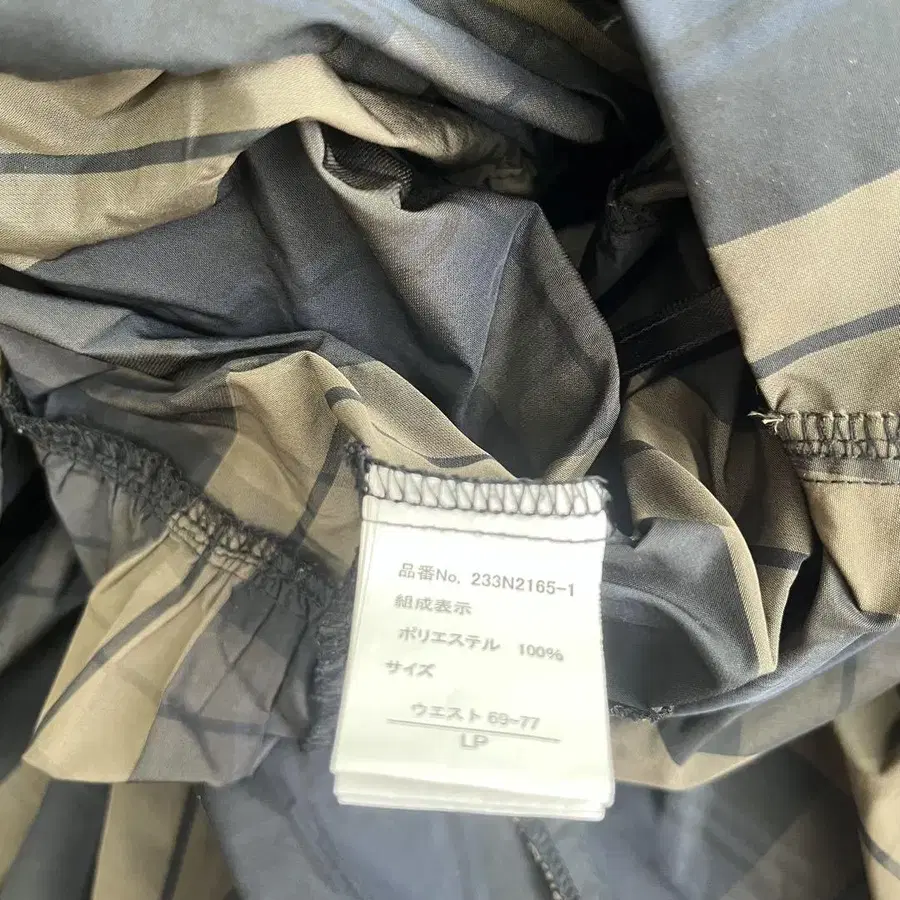 品番No. 233N2165-1
組成表示
ポリエステル 100%
サイズ
ウエスト 69-77
LP